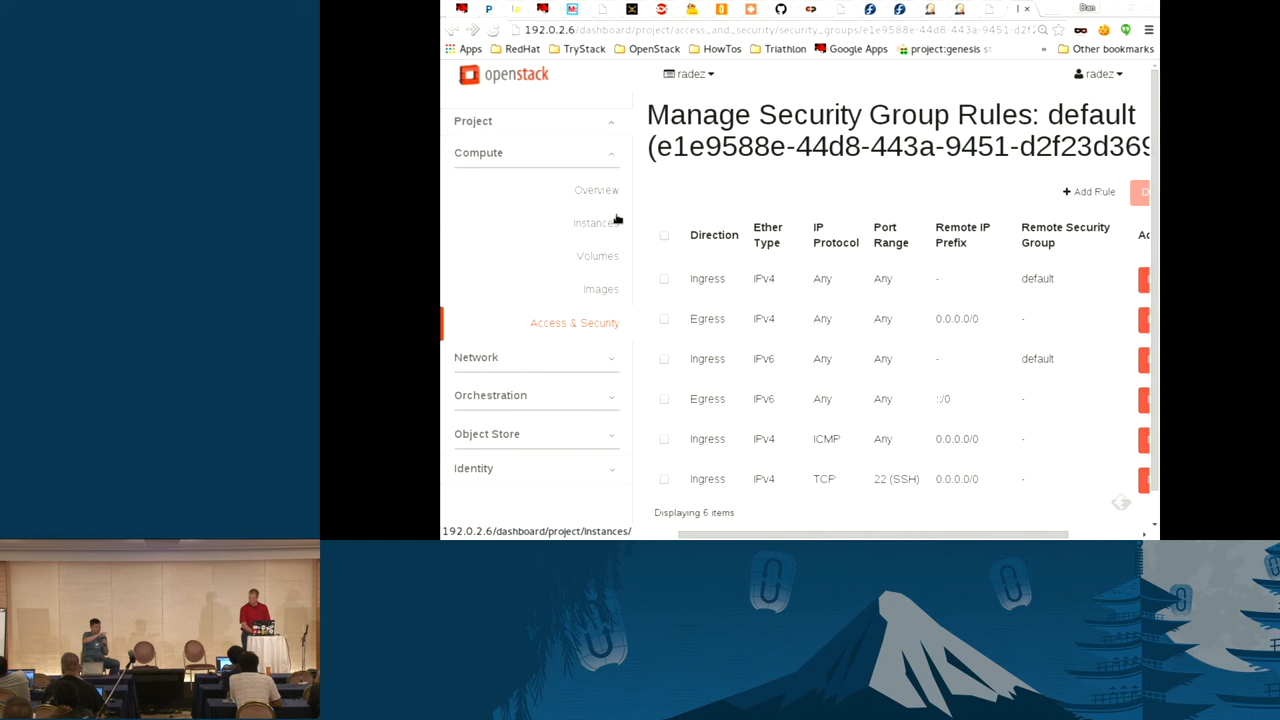 Dan
192.0.2.6/dashboard/project/access_and_security/security_groups/e1e9588e-44d8-443a-9451-d2f2
Apps RedHat TryStack OpenStack HowTos Triathlon Google Apps project:genesis st » Other bookmarks
openstack radez radez
Project
Compute
Overview
Instances
Volumes
Images
Access & Security
Network
Orchestration
Object Store
Identity
Manage Security Group Rules: default
(e1e9588e-44d8-443a-9451-d2f23d369
+ Add Rule D
Direction Ether Type IP Protocol Port Range Remote IP Prefix Remote Security Group Ac
Ingress IPv4 Any Any - default
Egress IPv4 Any Any 0.0.0.0/0 -
Ingress IPv6 Any Any - default
Egress IPv6 Any Any ::/0 -
Ingress IPv4 ICMP Any 0.0.0.0/0 -
Ingress IPv4 TCP 22 (SSH) 0.0.0.0/0 -
Displaying 6 items
192.0.2.6/dashboard/project/instances/